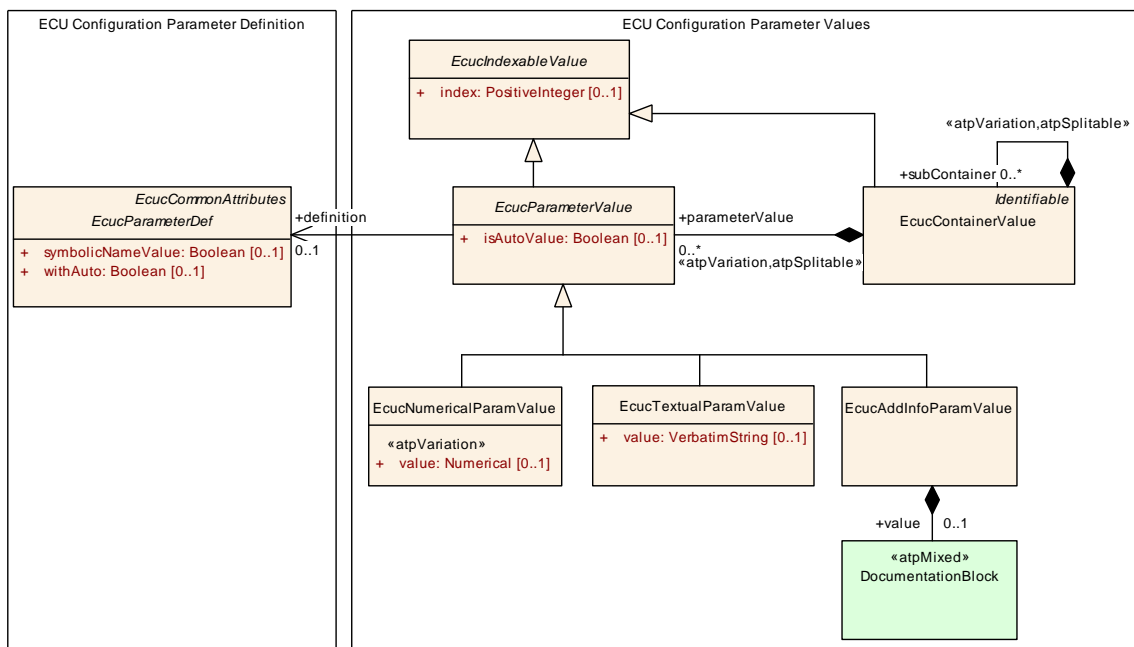 ECU Configuration Parameter Definition
ECU Configuration Parameter Values
EcucIndexableValue
+ index: PositiveInteger [0..1]
«atpVariation,atpSplitable»
+subContainer 0..*
EcucCommonAttributes
EcucParameterDef
+ symbolicNameValue: Boolean [0..1]
+ withAuto: Boolean [0..1]
+definition
0..1
EcucParameterValue
+ isAutoValue: Boolean [0..1]
+parameterValue
0..*
«atpVariation,atpSplitable»
Identifiable
EcucContainerValue
EcucNumericalParamValue
«atpVariation»
+ value: Numerical [0..1]
EcucTextualParamValue
+ value: VerbatimString [0..1]
EcucAddInfoParamValue
+value 0..1
«atpMixed»
DocumentationBlock